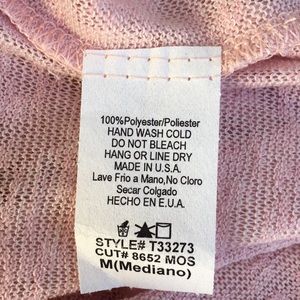 100%Polyester/Poliester
HAND WASH COLD
DO NOT BLEACH
HANG OR LINE DRY
MADE IN U.S.A.
Lave Frio a Mano,No Cloro
Secar Colgado
HECHO EN E.U.A.
STYLE# T33273
CUT# 8652 MOS
M(Mediano)